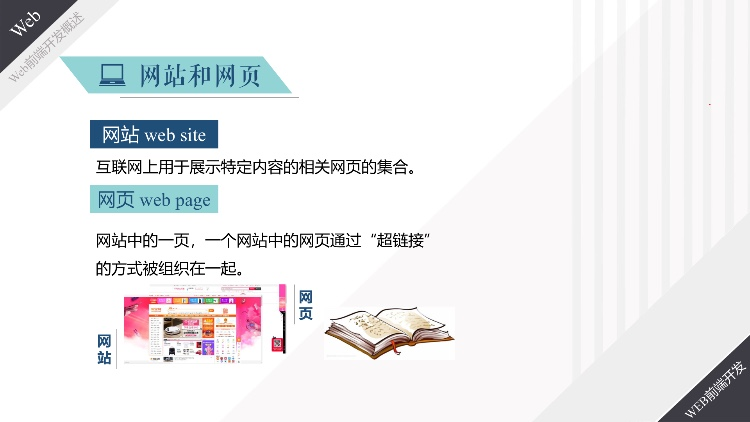 Web
Web前端开发概述
网站和网页
网站 web site
互联网上用于展示特定内容的相关网页的集合。
网页 web page
网站中的一页，一个网站中的网页通过“超链接”
的方式被组织在一起。
网页
网站
WEB前端开发